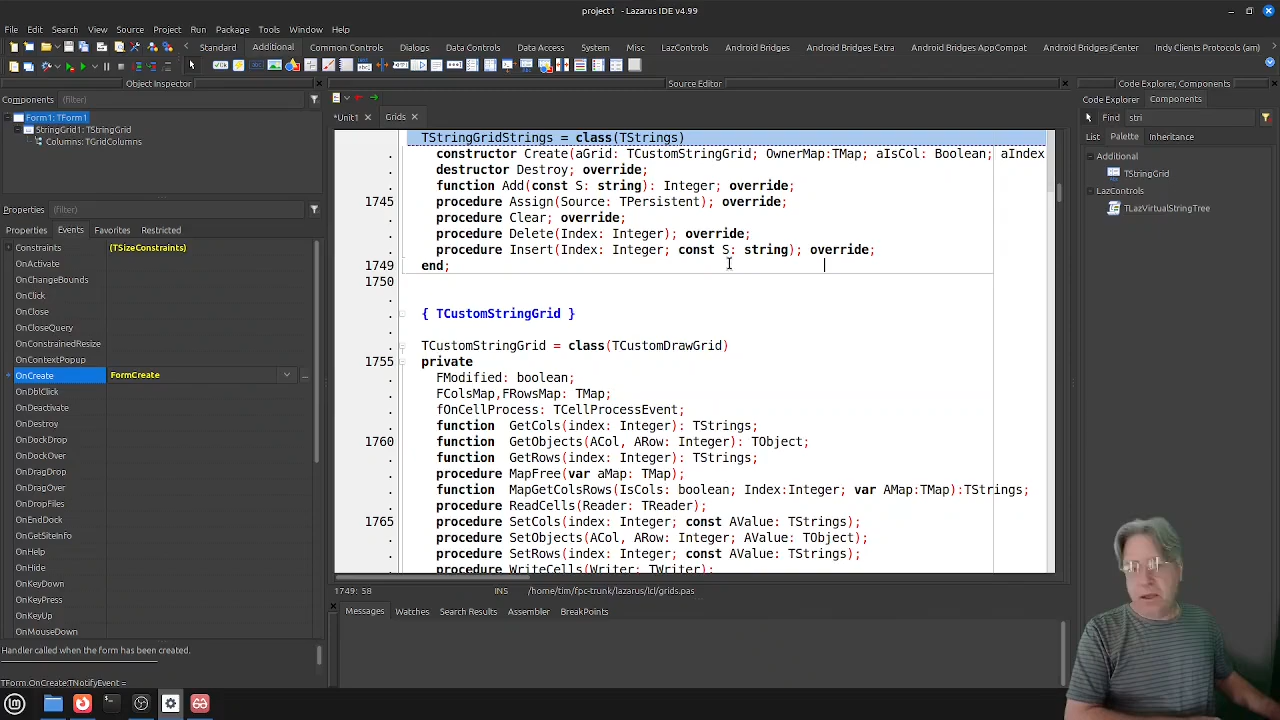 project1 - Lazarus IDE v4.99
File Edit Search View Source Project Run Package Tools Windows Help
Standard Additional Common Controls Dialogs Data Controls Data Access System Misc LazControls Android Bridges Android Bridges Extra Android Bridges AppCompat Android Bridges jCenter Indy Clients Protocols (am)
Object Inspector
Components (filter)
Form1: TForm1
StringGrid1: TStringGrid
Columns: TGridColumns
Properties (filter)
Properties Events Favorites Restricted
Constraints (TSizeConstraints)
OnActivate
OnChangeBounds
OnClick
OnClose
OnCloseQuery
OnConstrainedResize
OnContextPopup
OnCreate FormCreate
OnDblClick
OnDeactivate
OnDestroy
OnDockDrop
OnDockOver
OnDragDrop
OnDragOver
OnDropFiles
OnEndDock
OnGetSiteInfo
OnHelp
OnHide
OnKeyDown
OnKeyPress
OnKeyUp
OnMouseDown
Handler called when the form has been created.
TForm.OnCreate:TNotifyEvent =
Source Editor
*Unit1 Grids
TStringGridStrings = class(TStrings)
constructor Create(aGrid: TCustomStringGrid; OwnerMap:TMap; aIsCol: Boolean; aIndex
destructor Destroy; override;
function Add(const S: string): Integer; override;
1745 procedure Assign(Source: TPersistent); override;
procedure Clear; override;
procedure Delete(Index: Integer); override;
procedure Insert(Index: Integer; const S: string); override;
1749 end;
1750
{ TCustomStringGrid }
TCustomStringGrid = class(TCustomDrawGrid)
1755 private
FModified: boolean;
FColsMap,FRowsMap: TMap;
fOnCellProcess: TCellProcessEvent;
function  GetCols(index: Integer): TStrings;
1760 function  GetObjects(ACol, ARow: Integer): TObject;
function  GetRows(index: Integer): TStrings;
procedure MapFree(var aMap: TMap);
function  MapGetColsRows(IsCols: boolean; Index:Integer; var AMap:TMap):TStrings;
procedure ReadCells(Reader: TReader);
1765 procedure SetCols(index: Integer; const AValue: TStrings);
procedure SetObjects(ACol, ARow: Integer; AValue: TObject);
procedure SetRows(index: Integer; const AValue: TStrings);
procedure WriteCells(Writer: TWriter);
1749: 58 INS /home/tim/fpc-trunk/lazarus/lcl/grids.pas
Messages Watches Search Results Assembler BreakPoints
Code Explorer, Components
Code Explorer Components
Find stri
List Palette Inheritance
Additional
TStringGrid
LazControls
TLazVirtualStringTree